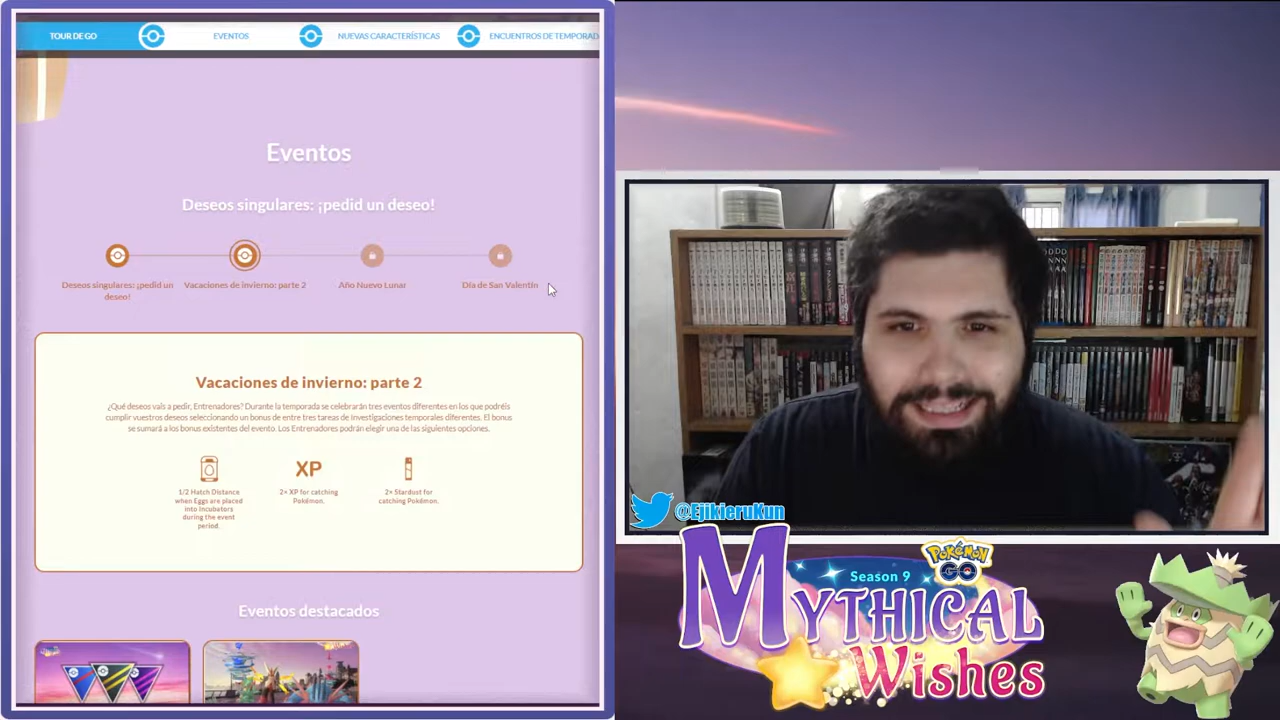 TOUR DE GO
EVENTOS
NUEVAS CARACTERÍSTICAS
ENCUENTROS DE TEMPORAD
Eventos
Deseos singulares: ¡pedid un deseo!
Deseos singulares: ¡pedid un
deseo!
Vacaciones de invierno: parte 2
Año Nuevo Lunar
Día de San Valentín
Vacaciones de invierno: parte 2
¿Qué deseos vais a pedir, Entrenadores? Durante la temporada se celebrarán tres eventos diferentes en los que podréis
cumplir vuestros deseos seleccionando un bonus de entre tres tareas de Investigaciones temporales diferentes. El bonus
se sumará a los bonus existentes del evento. Los Entrenadores podrán elegir una de las siguientes opciones.
1/2 Hatch Distance
when Eggs are placed
into Incubators
during the event
period.
XP
2× XP for catching
Pokémon.
2× Stardust for
catching Pokémon.
Eventos destacados
@EjikieruKun
Pokémon
GO
Season 9
MYTHICAL
Wishes